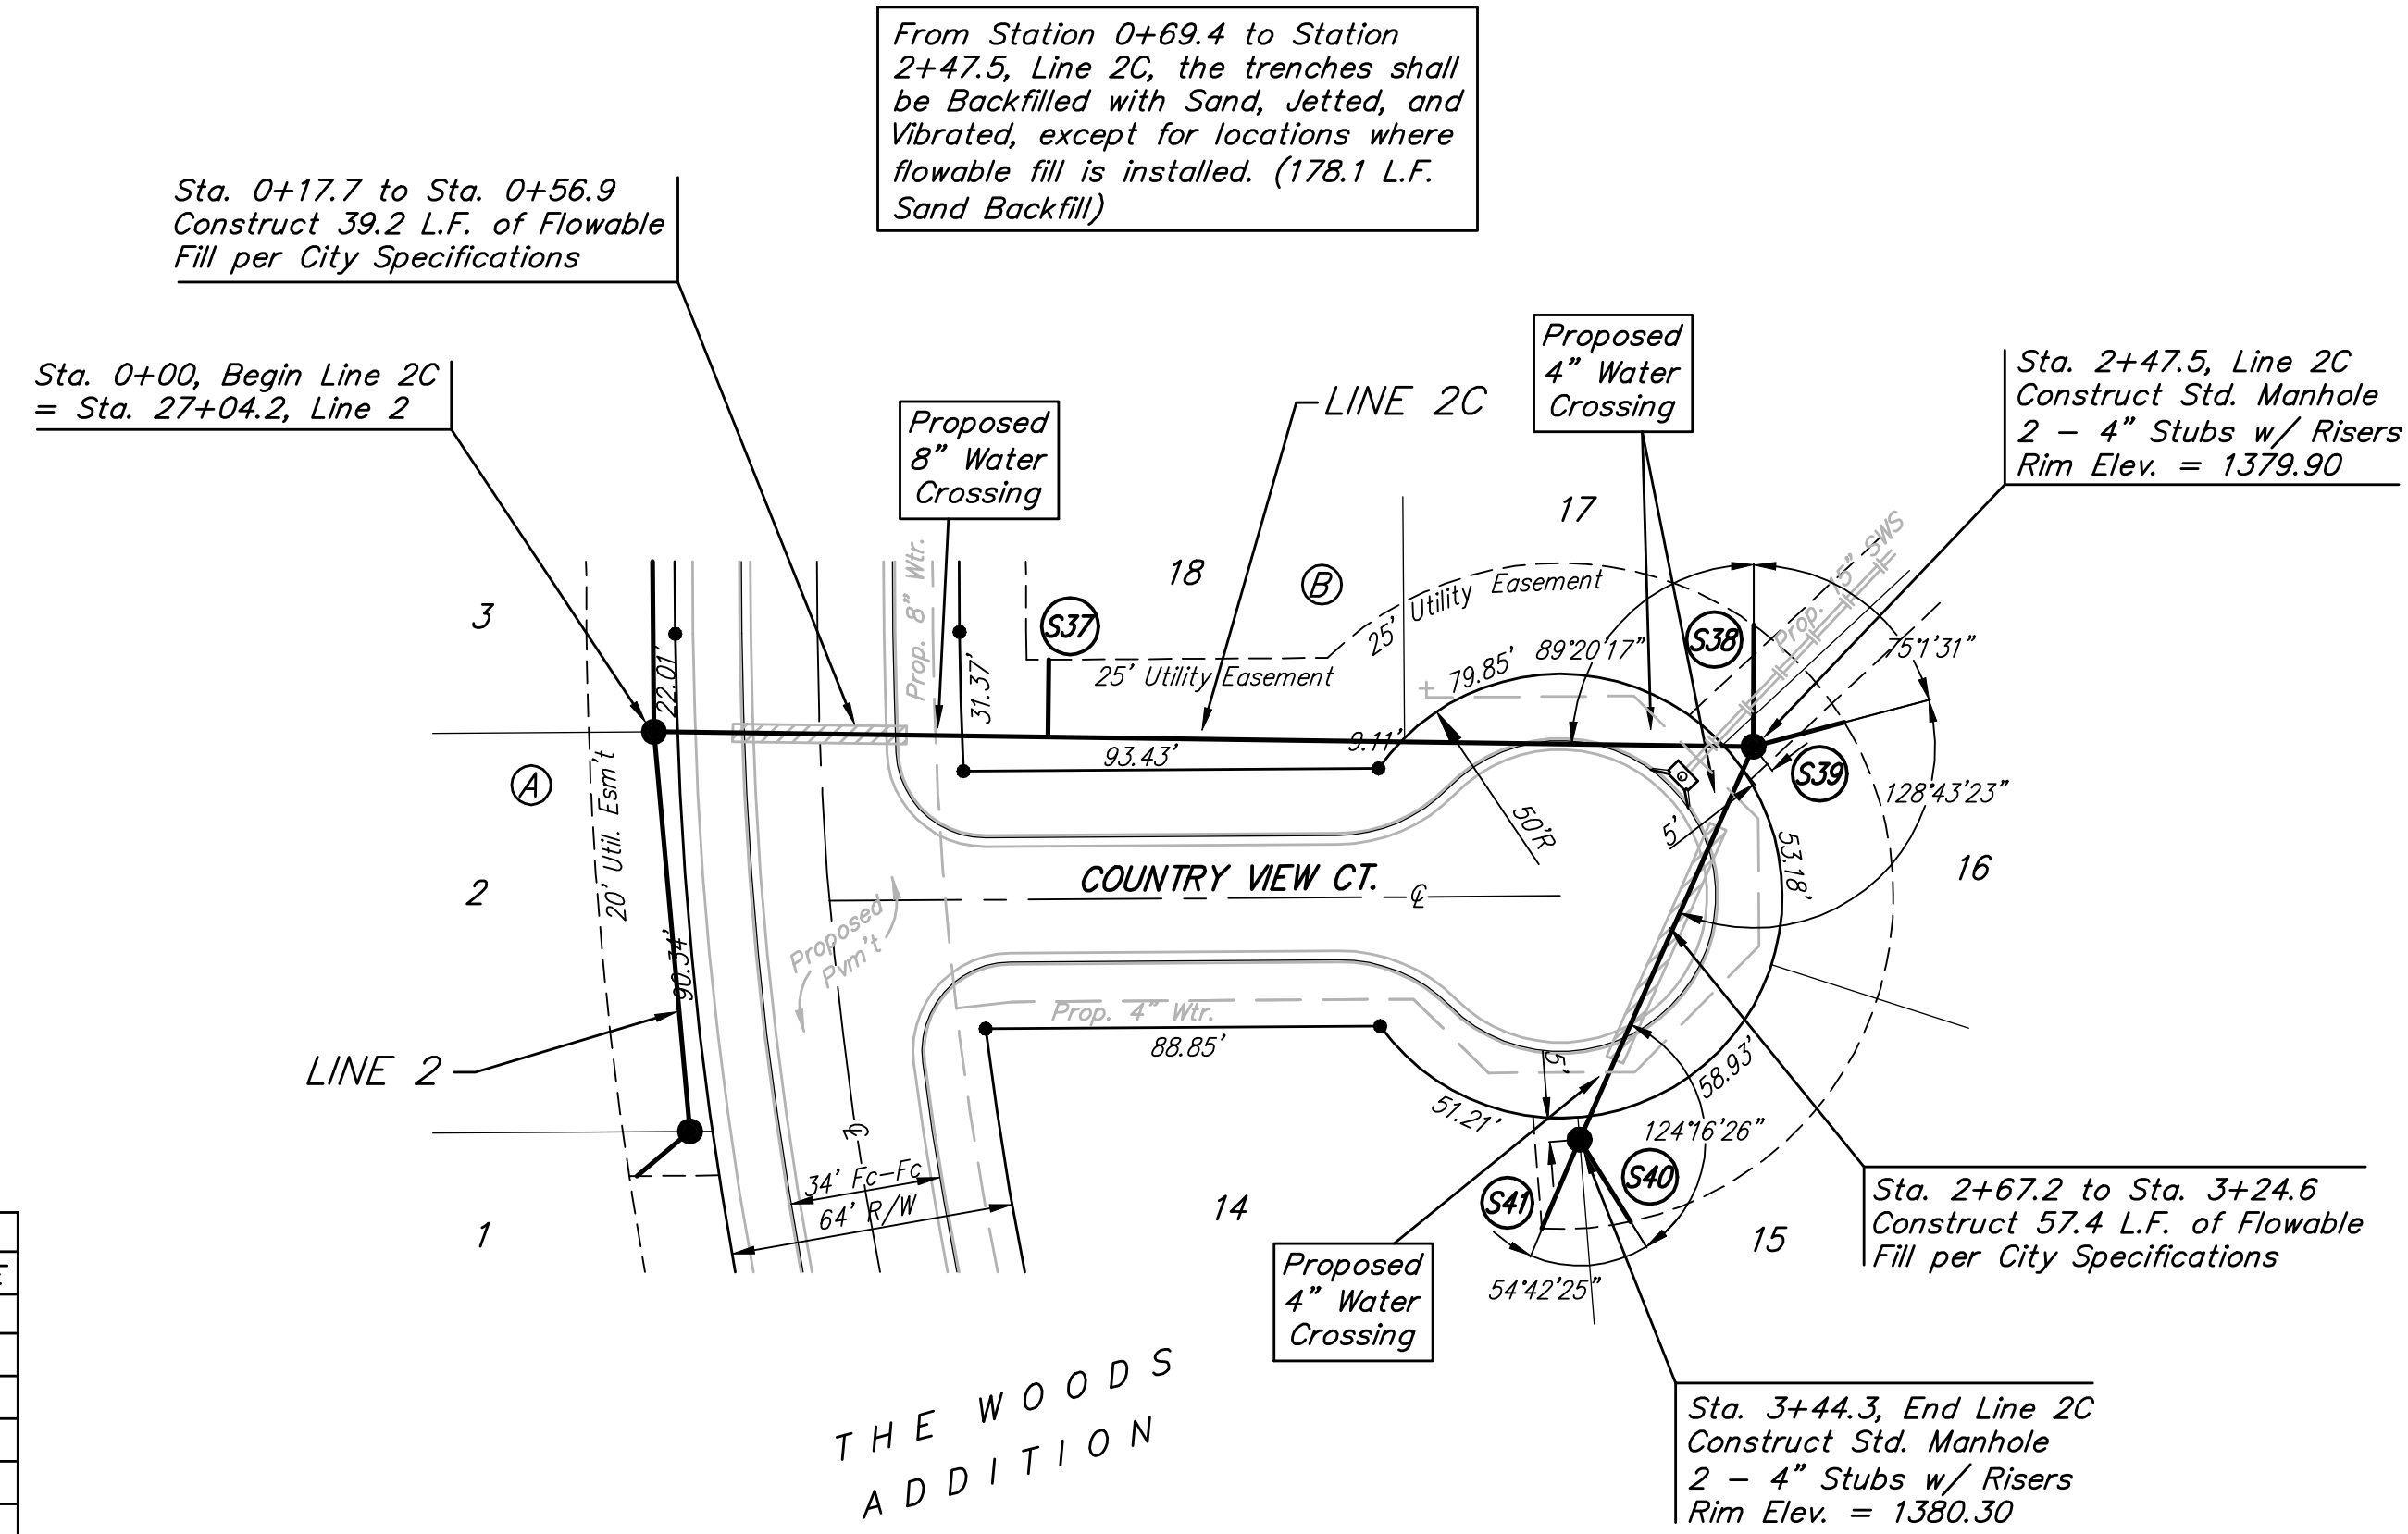 From Station 0+69.4 to Station
2+47.5, Line 2C, the trenches shall
be Backfilled with Sand, Jetted, and
Vibrated, except for locations where
flowable fill is installed. (178.1 L.F.
Sand Backfill)
Sta. 0+17.7 to Sta. 0+56.9
Construct 39.2 L.F. of Flowable
Fill per City Specifications
Sta. 0+00, Begin Line 2C
= Sta. 27+04.2, Line 2
Proposed
8" Water
Crossing
LINE 2C
Proposed
4" Water
Crossing
Sta. 2+47.5, Line 2C
Construct Std. Manhole
2 - 4" Stubs w/ Risers
Rim Elev. = 1379.90
3
18
B
17
S37
S38
S39
25' Utility Easement
25' Utility Easement
Prop. 8" Wtr.
Prop. 15" SWS
22.01'
31.37'
79.85'
89°20'17"
75°1'31"
93.43'
9.11'
A
20' Util. Esm't
50'R
5'
128°43'23"
53.18'
COUNTRY VIEW CT.
℄
2
16
90.34'
Proposed
Pvm't
Prop. 4" Wtr.
88.85'
LINE 2
5'
58.93'
51.21'
124°16'26"
34' Fc-Fc
64' R/W
S40
S41
1
14
15
54°42'25"
Proposed
4" Water
Crossing
Sta. 2+67.2 to Sta. 3+24.6
Construct 57.4 L.F. of Flowable
Fill per City Specifications
THE WOODS
ADDITION
Sta. 3+44.3, End Line 2C
Construct Std. Manhole
2 - 4" Stubs w/ Risers
Rim Elev. = 1380.30